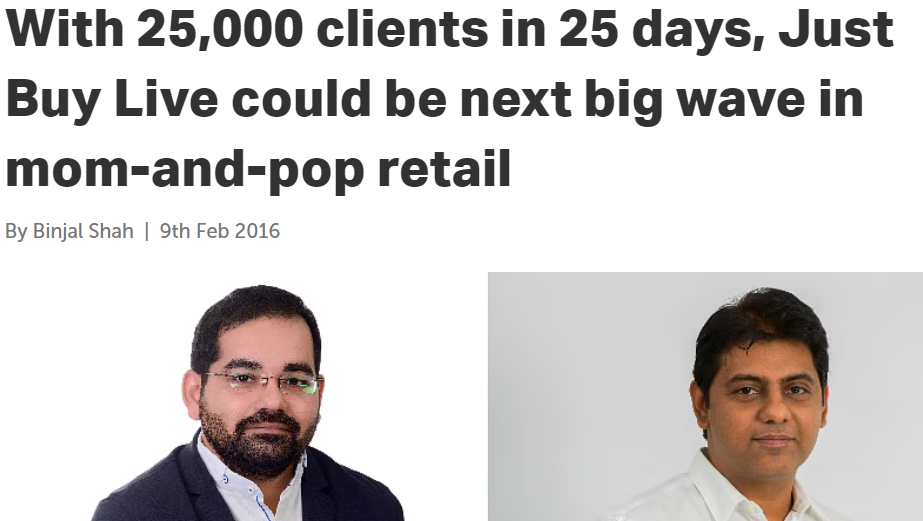 With 25,000 clients in 25 days, Just
Buy Live could be next big wave in
mom-and-pop retail
By Binjal Shah | 9th Feb 2016